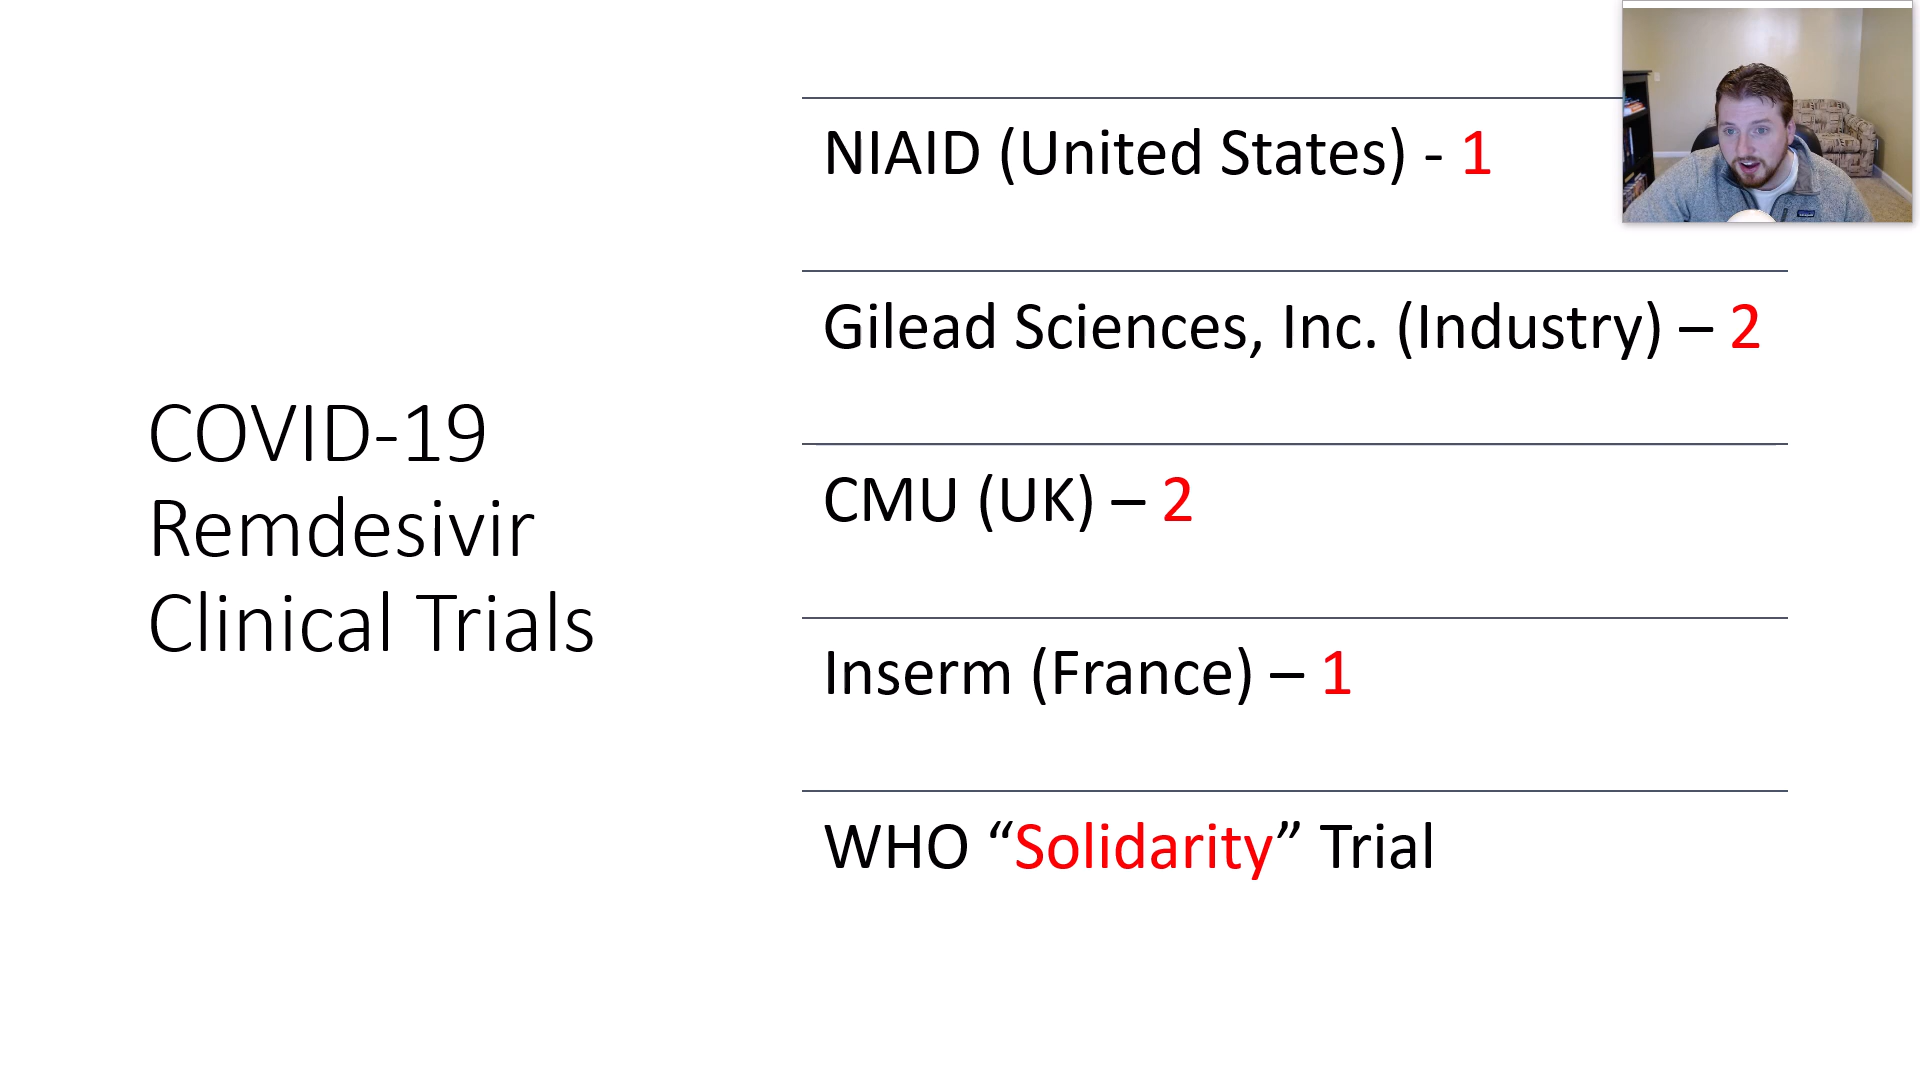 COVID-19
Remdesivir
Clinical Trials
NIAID (United States) - 1
Gilead Sciences, Inc. (Industry) – 2
CMU (UK) – 2
Inserm (France) – 1
WHO “Solidarity” Trial